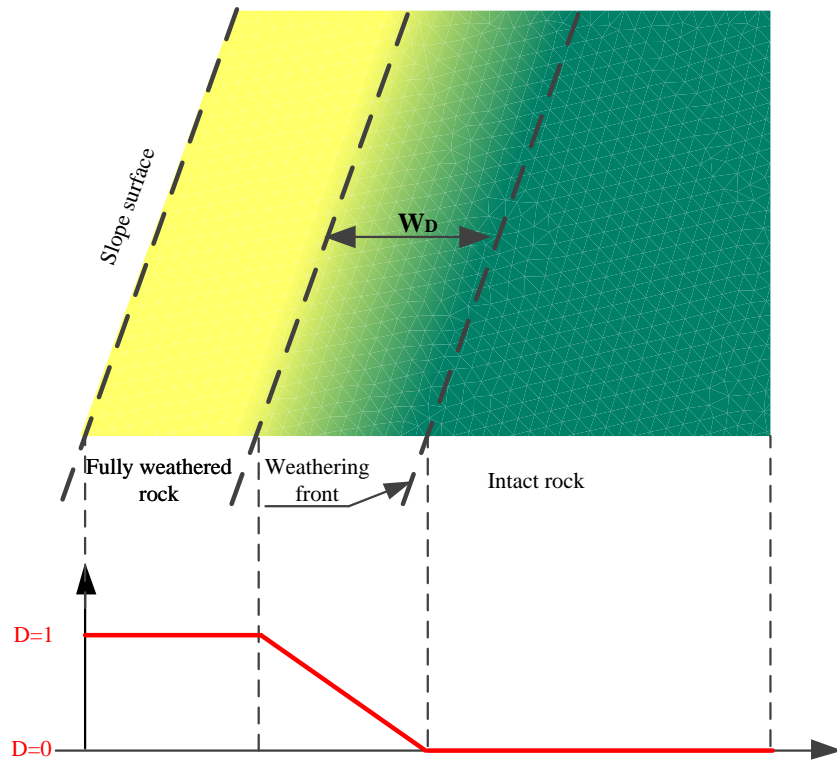 Slope surface
WD
Fully weathered
rock
Weathering
front
Intact rock
D=1
D=0